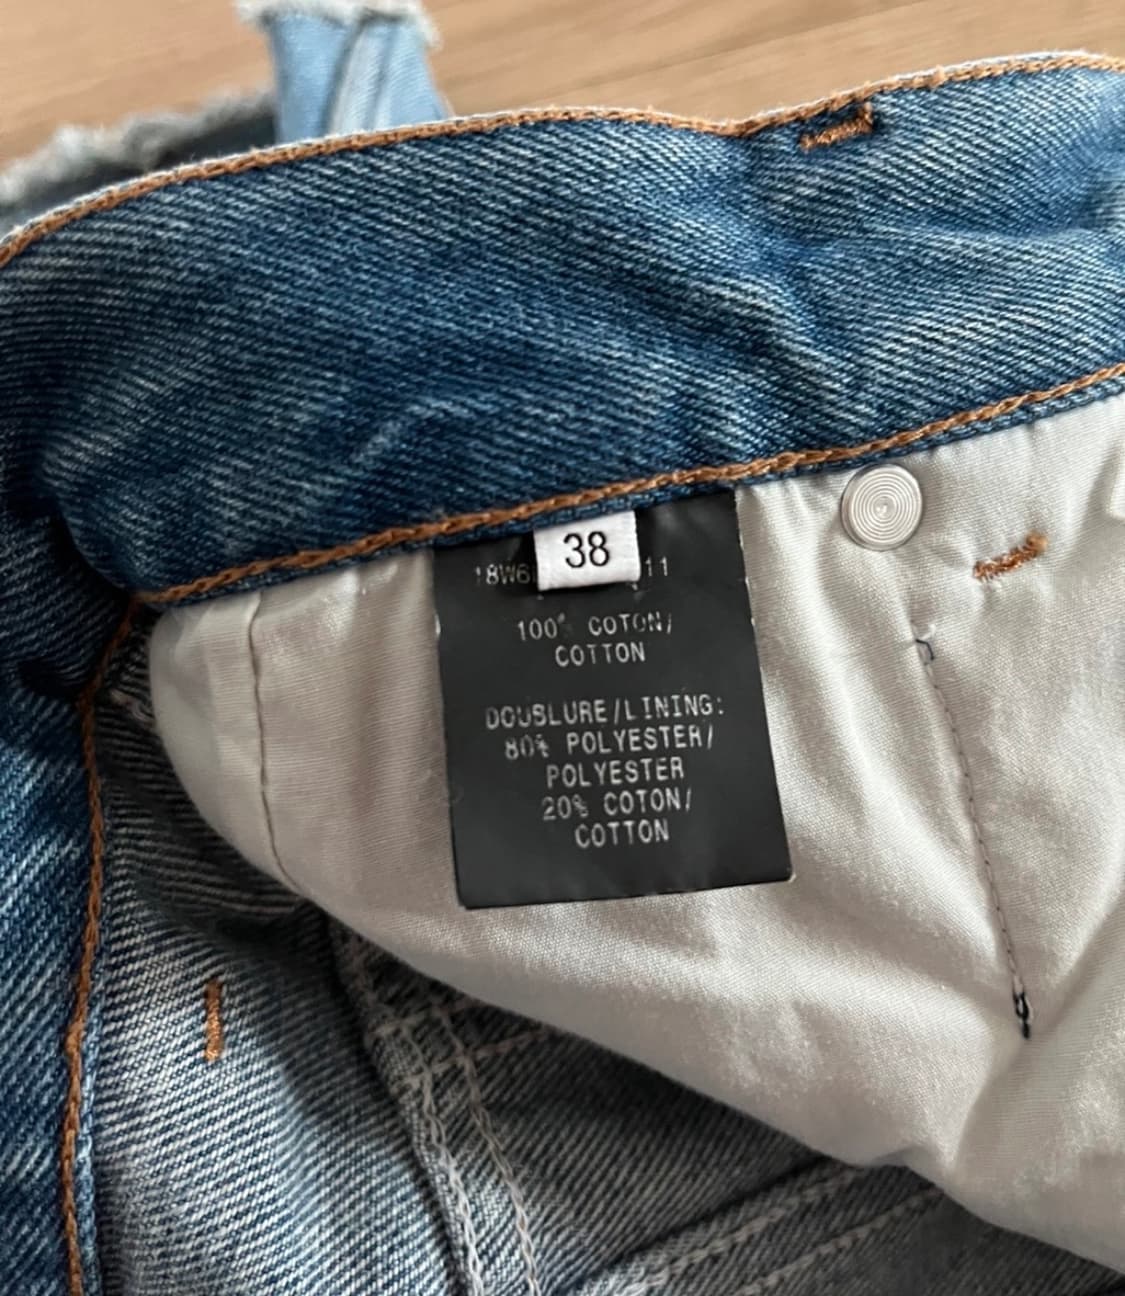 38
100% COTON/
COTTON
DOUBLURE/LINING:
80% POLYESTER/
POLYESTER
20% COTON/
COTTON